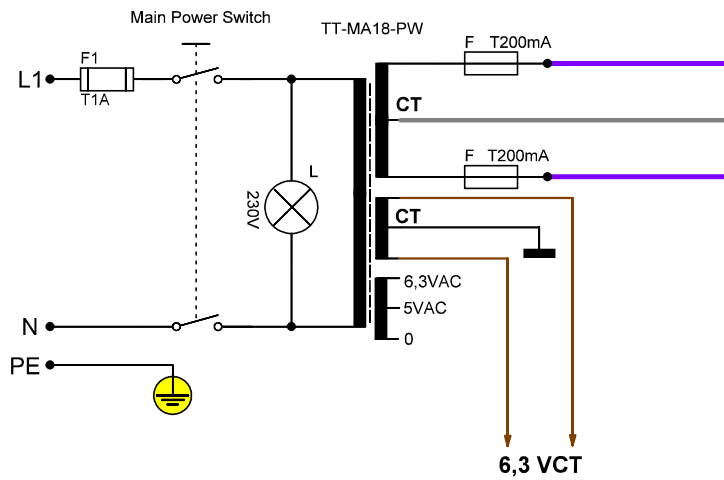 Main Power Switch
TT-MA18-PW
F T200mA
F1
L1
T1A
CT
F T200mA
L
230V
CT
6,3VAC
5VAC
0
N
PE
6,3 VCT